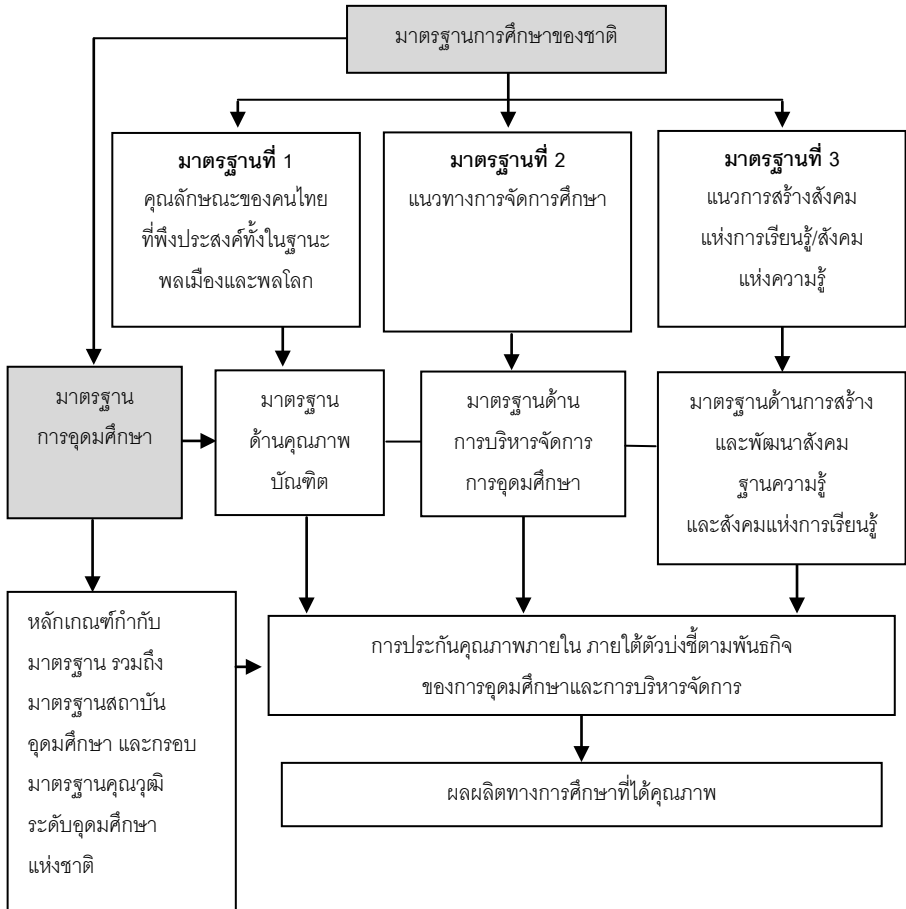 มาตรฐานการศึกษาของชาติ
มาตรฐานที่ 1
คุณลักษณะของคนไทย
ที่พึงประสงค์ทั้งในฐานะ
พลเมืองและพลโลก
มาตรฐานที่ 2
แนวทางการจัดการศึกษา
มาตรฐานที่ 3
แนวการสร้างสังคม
แห่งการเรียนรู้/สังคม
แห่งความรู้
มาตรฐาน
การอุดมศึกษา
มาตรฐาน
ด้านคุณภาพ
บัณฑิต
มาตรฐานด้าน
การบริหารจัดการ
การอุดมศึกษา
มาตรฐานด้านการสร้าง
และพัฒนาสังคม
ฐานความรู้
และสังคมแห่งการเรียนรู้
หลักเกณฑ์กำกับ
มาตรฐาน รวมถึง
มาตรฐานสถาบัน
อุดมศึกษา และกรอบ
มาตรฐานคุณวุฒิ
ระดับอุดมศึกษา
แห่งชาติ
การประกันคุณภาพภายใน ภายใต้ตัวบ่งชี้ตามพันธกิจ
ของการอุดมศึกษาและการบริหารจัดการ
ผลผลิตทางการศึกษาที่ได้คุณภาพ